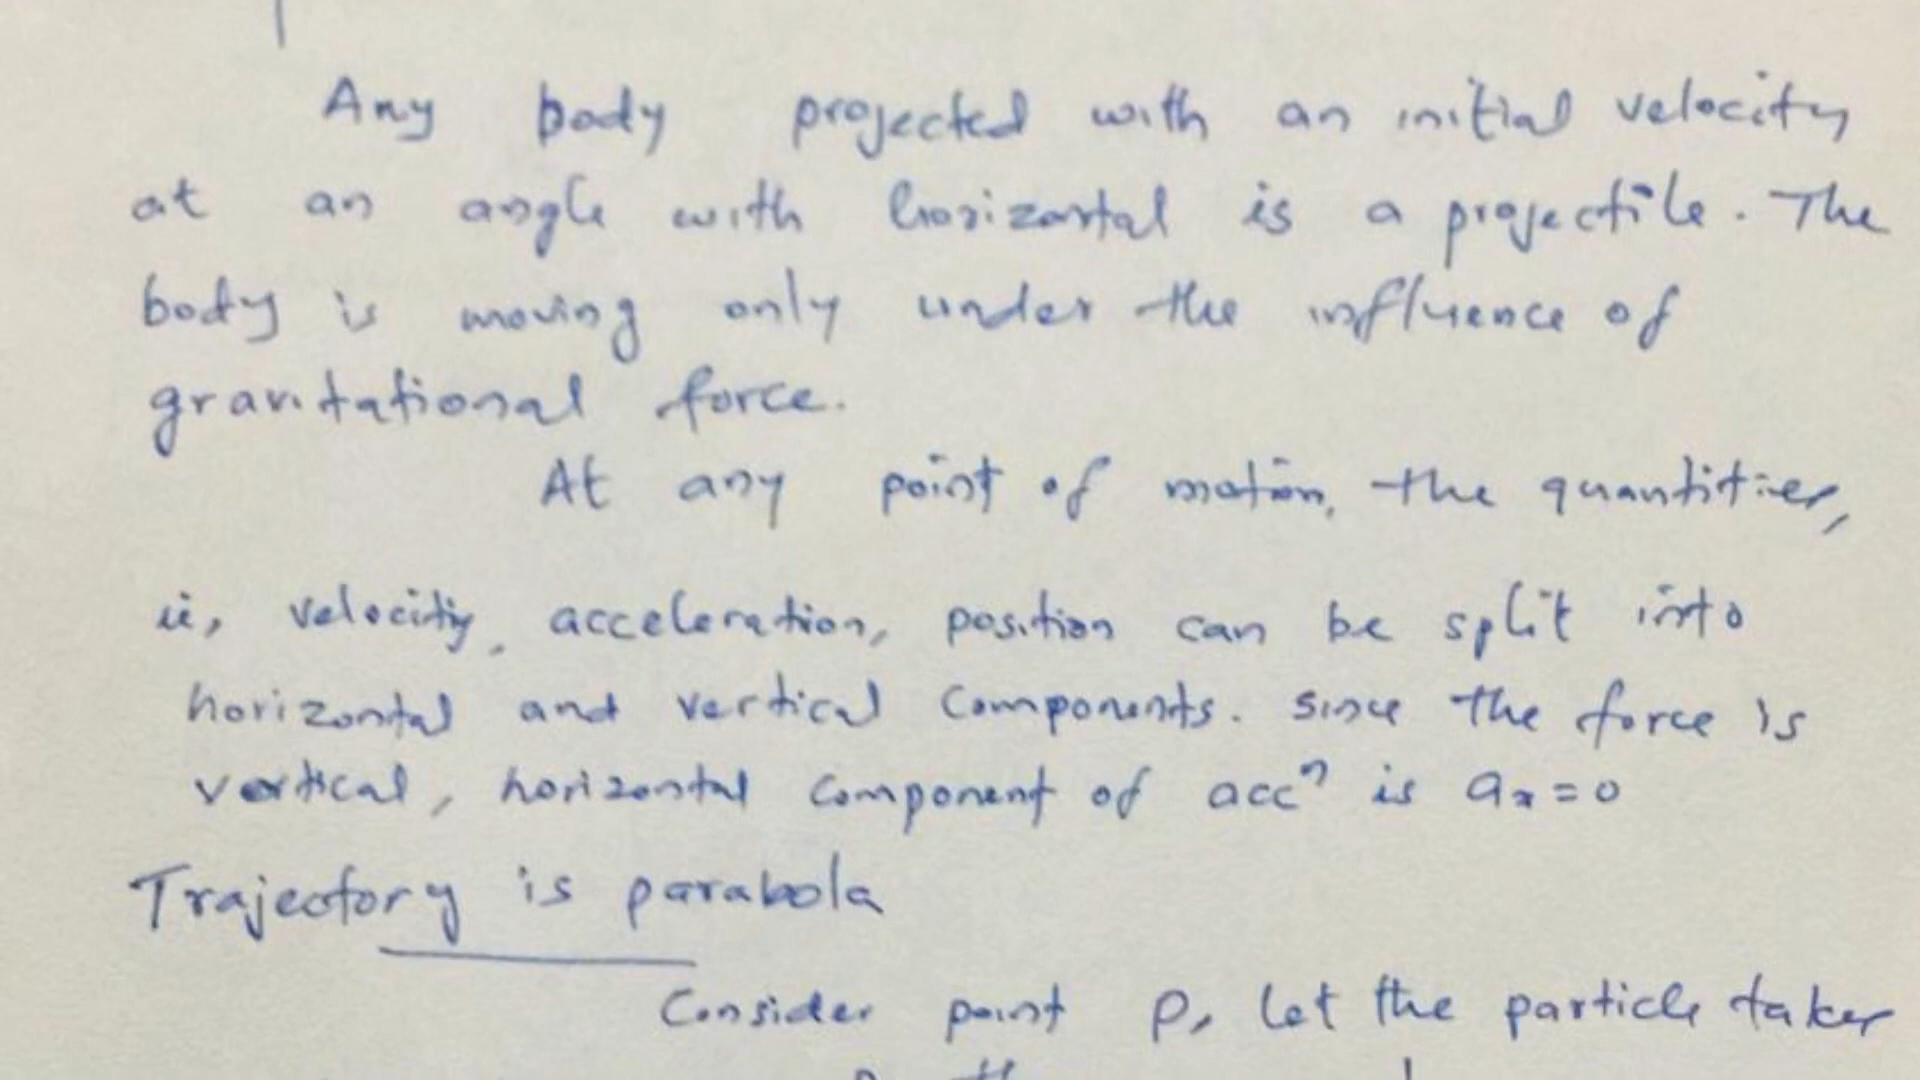 Any body projected with an initial velocity
at an angle with horizontal is a projectile. The
body is moving only under the influence of
gravitational force.
At any point of motion, the quantities,
ie, velocity, acceleration, position can be split into
horizontal and vertical components. Since the force is
vertical, horizontal component of accⁿ is aₓ=0
Trajectory is parabola
Consider point P, Let the particle takes